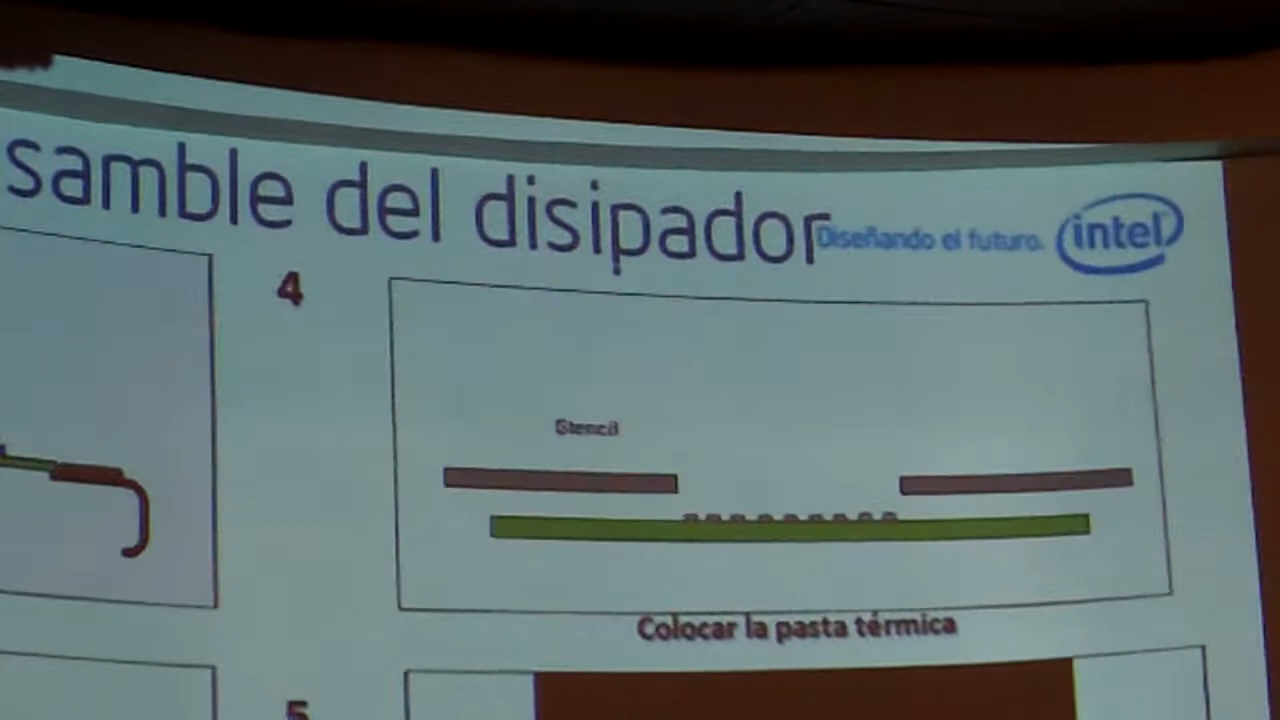 samble del disipador
Diseñando el futuro.
intel
4
Stencil
Colocar la pasta térmica
5